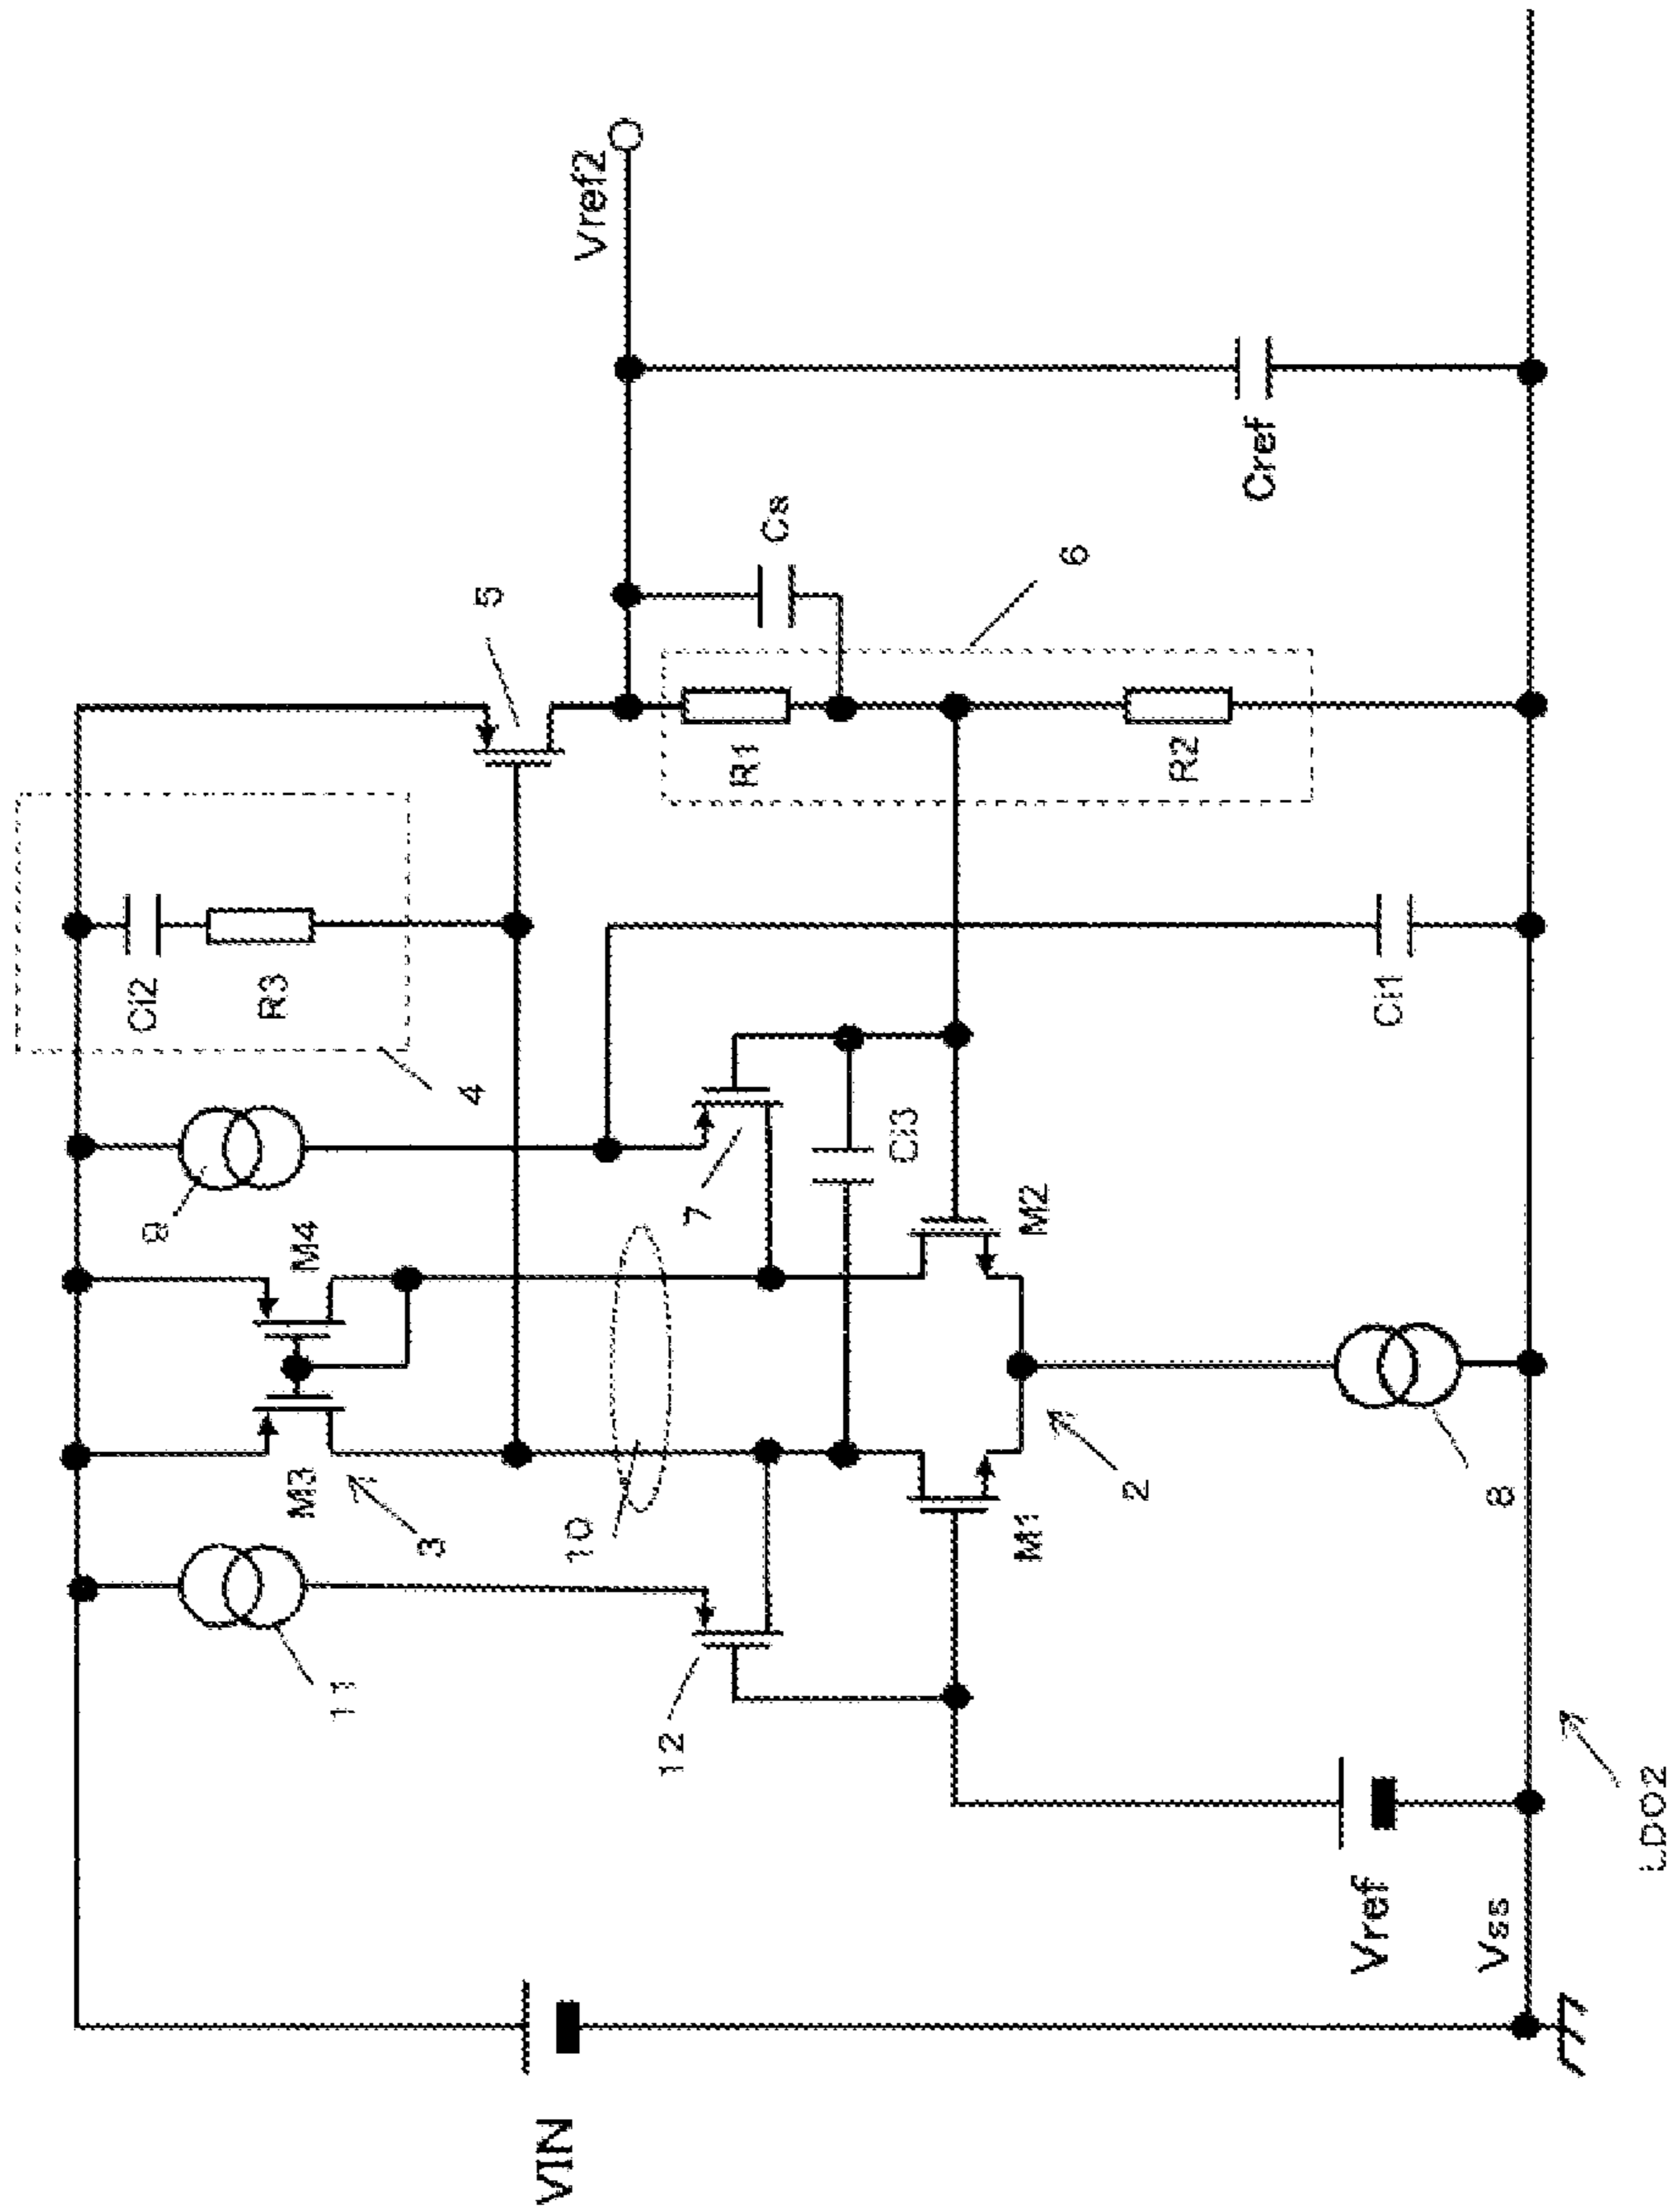 Ci2
9
R3
M3
M4
11
3
4
5
VIN
10
Vref2
12
7
R1
Cs
Ci3
M1
M2
6
2
R2
Cref
Vref
Ci1
Vss
8
LDO2